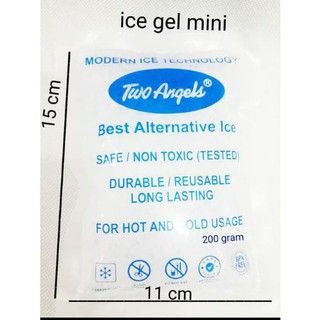 ice gel mini
MODERN ICE TECHNOLOGY
Two Angels®
Best Alternative Ice
SAFE / NON TOXIC (TESTED)
DURABLE / REUSABLE
LONG LASTING
FOR HOT AND COLD USAGE
200 gram
15 cm
11 cm